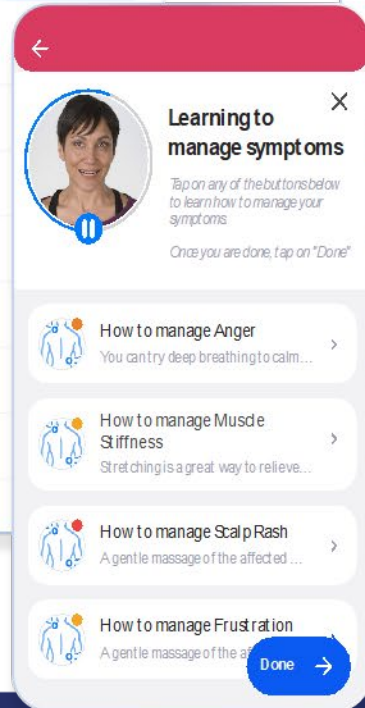 Learning to
manage symptoms
Tap on any of the buttons below
to learn how to manage your
symptoms.
Once you are done, tap on "Done"
How to manage Anger
You can try deep breathing to calm...
How to manage Muscle
Stiffness
Stretching is a great way to relieve...
How to manage Scalp Rash
A gentle massage of the affected ...
How to manage Frustration
A gentle massage of the af
Done